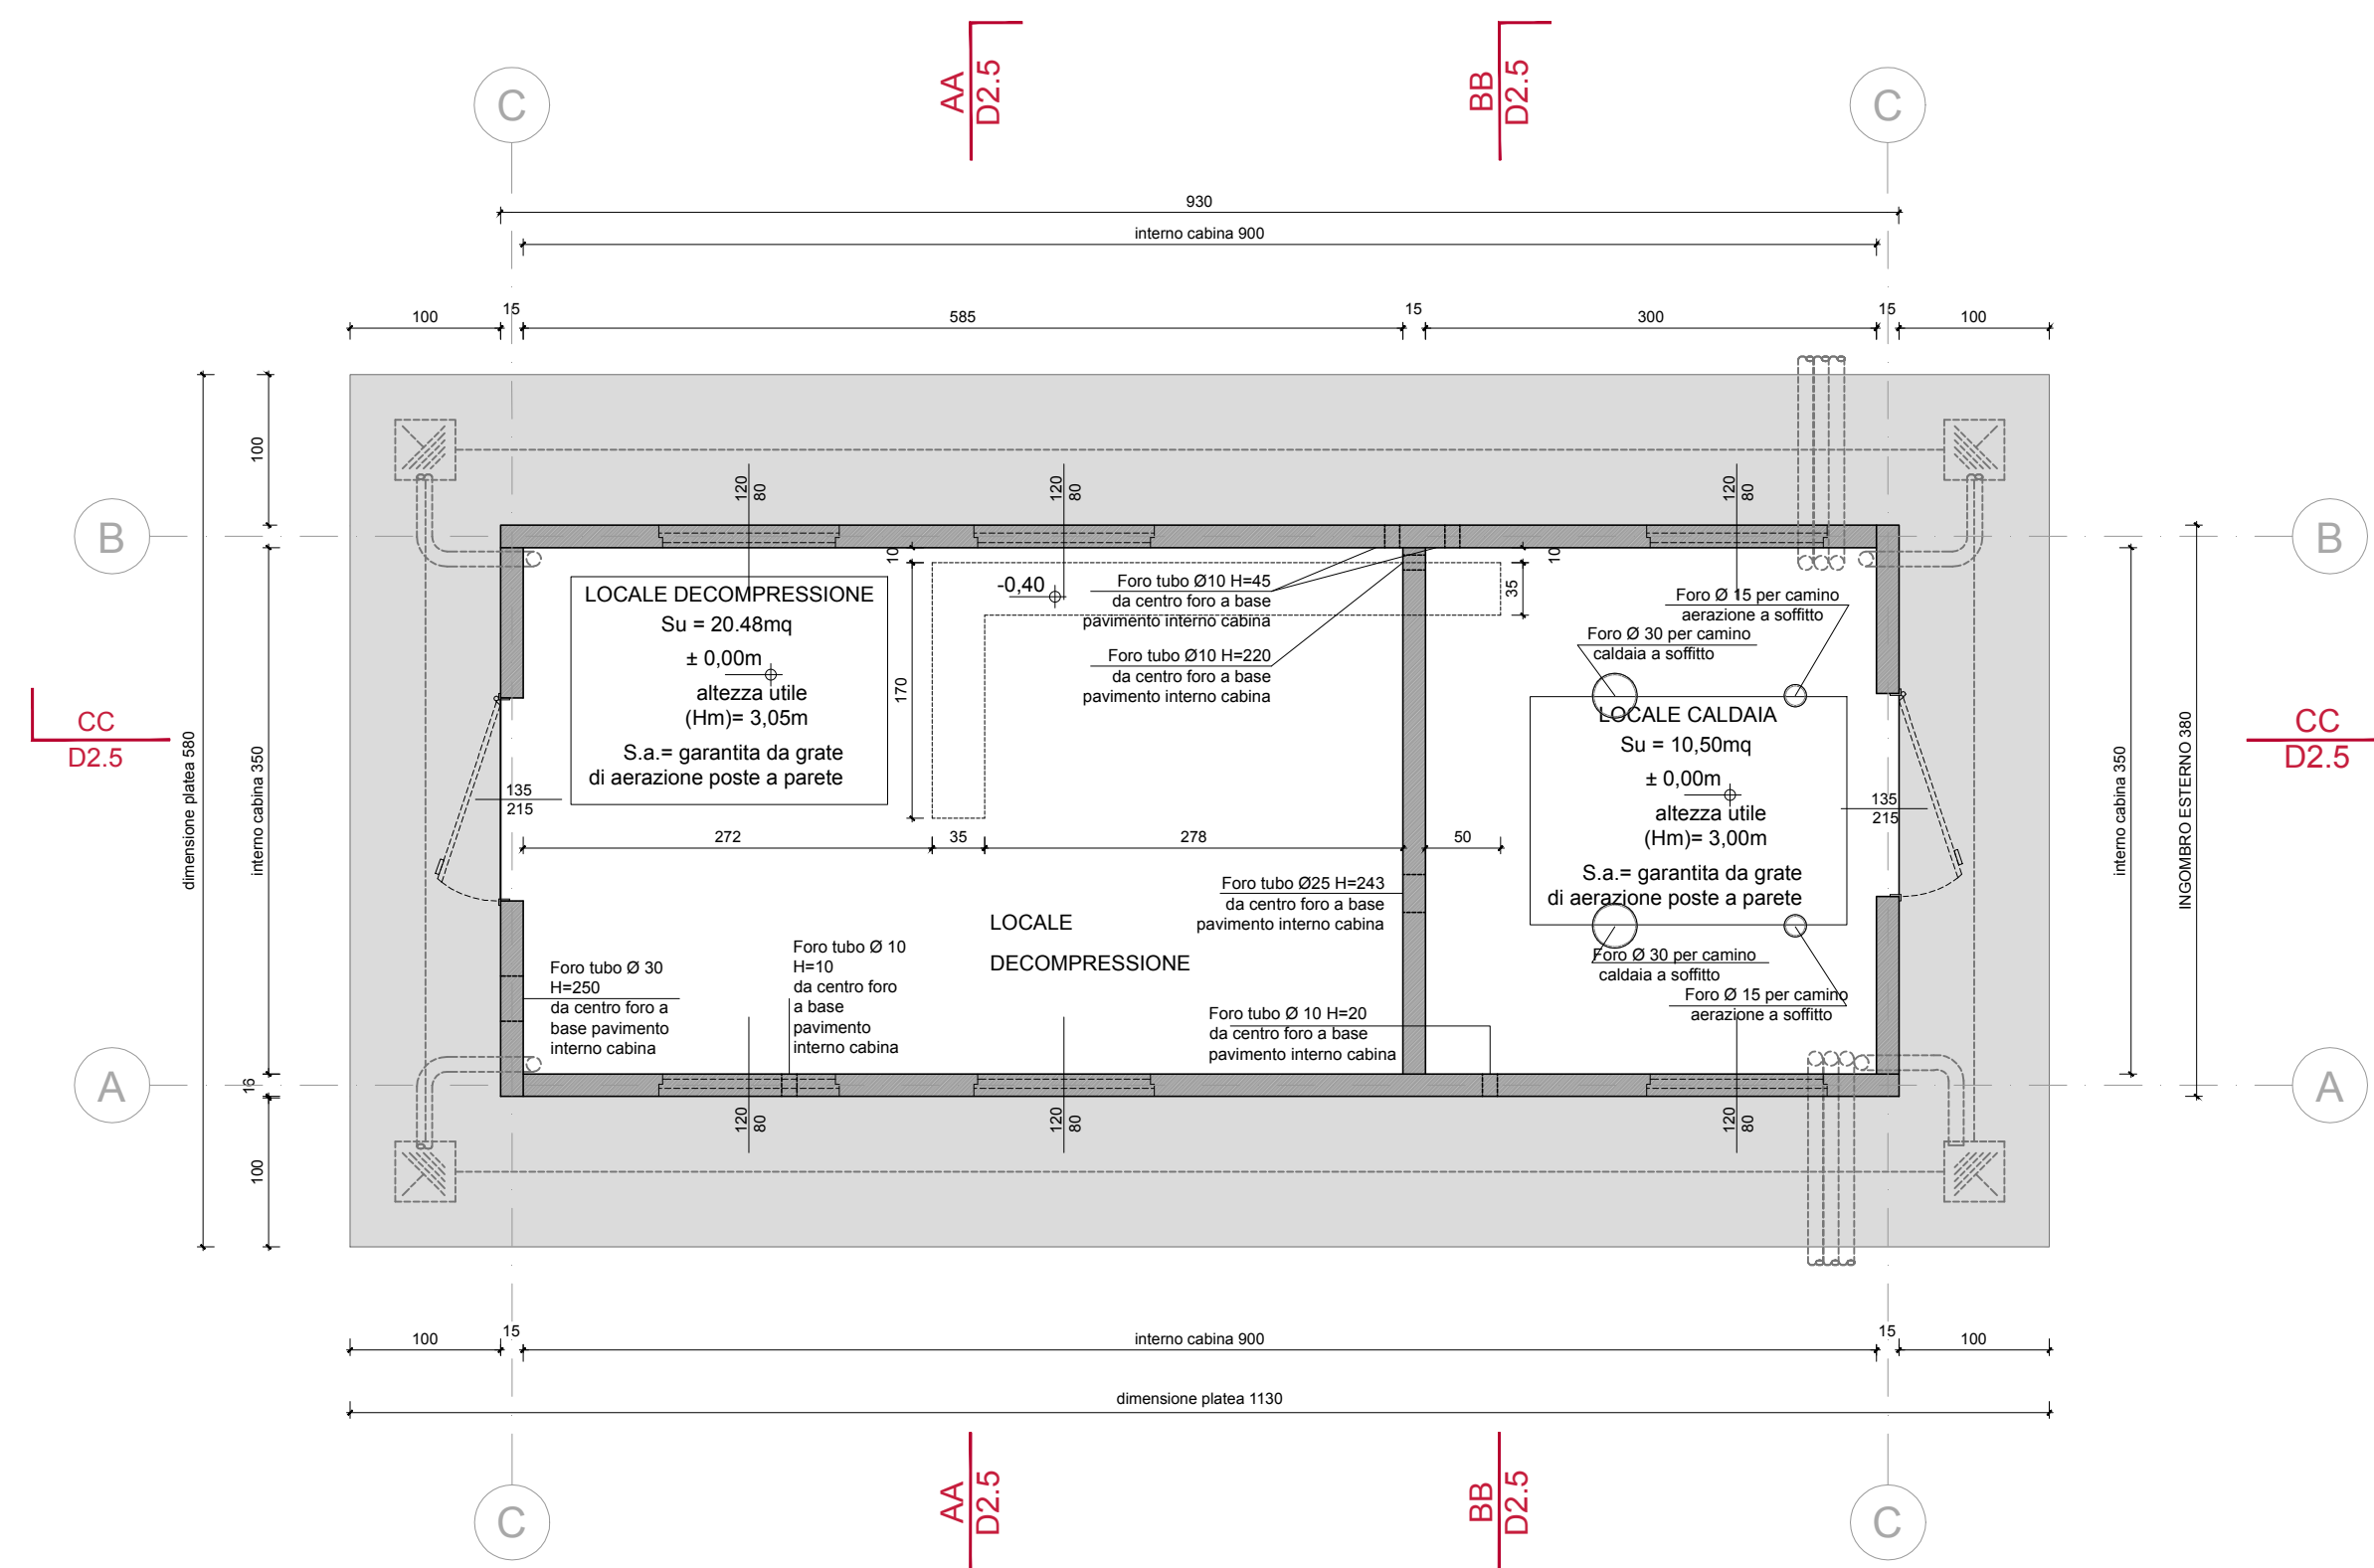 AA
D2.5
BB
D2.5
C
C
930
interno cabina 900
100
15
585
15
300
15
100
dimensione platea 580
100
interno cabina 350
16
100
B
B
120
80
120
80
120
80
10
10
35
170
LOCALE DECOMPRESSIONE
Su = 20.48mq
± 0,00m
altezza utile
(Hm)= 3,05m
S.a.= garantita da grate
di aerazione poste a parete
-0,40
Foro tubo Ø10 H=45
da centro foro a base
pavimento interno cabina
Foro tubo Ø10 H=220
da centro foro a base
pavimento interno cabina
Foro Ø 15 per camino
aerazione a soffitto
Foro Ø 30 per camino
caldaia a soffitto
LOCALE CALDAIA
Su = 10,50mq
± 0,00m
altezza utile
(Hm)= 3,00m
S.a.= garantita da grate
di aerazione poste a parete
CC
D2.5
CC
D2.5
135
215
135
215
interno cabina 350
INGOMBRO ESTERNO 380
272
35
278
50
Foro tubo Ø25 H=243
da centro foro a base
pavimento interno cabina
LOCALE
DECOMPRESSIONE
Foro tubo Ø 30
H=250
da centro foro a
base pavimento
interno cabina
Foro tubo Ø 10
H=10
da centro foro
a base
pavimento
interno cabina
Foro tubo Ø 10 H=20
da centro foro a base
pavimento interno cabina
Foro Ø 30 per camino
caldaia a soffitto
Foro Ø 15 per camino
aerazione a soffitto
A
A
120
80
120
80
120
80
100
15
interno cabina 900
15
100
dimensione platea 1130
C
C
AA
D2.5
BB
D2.5